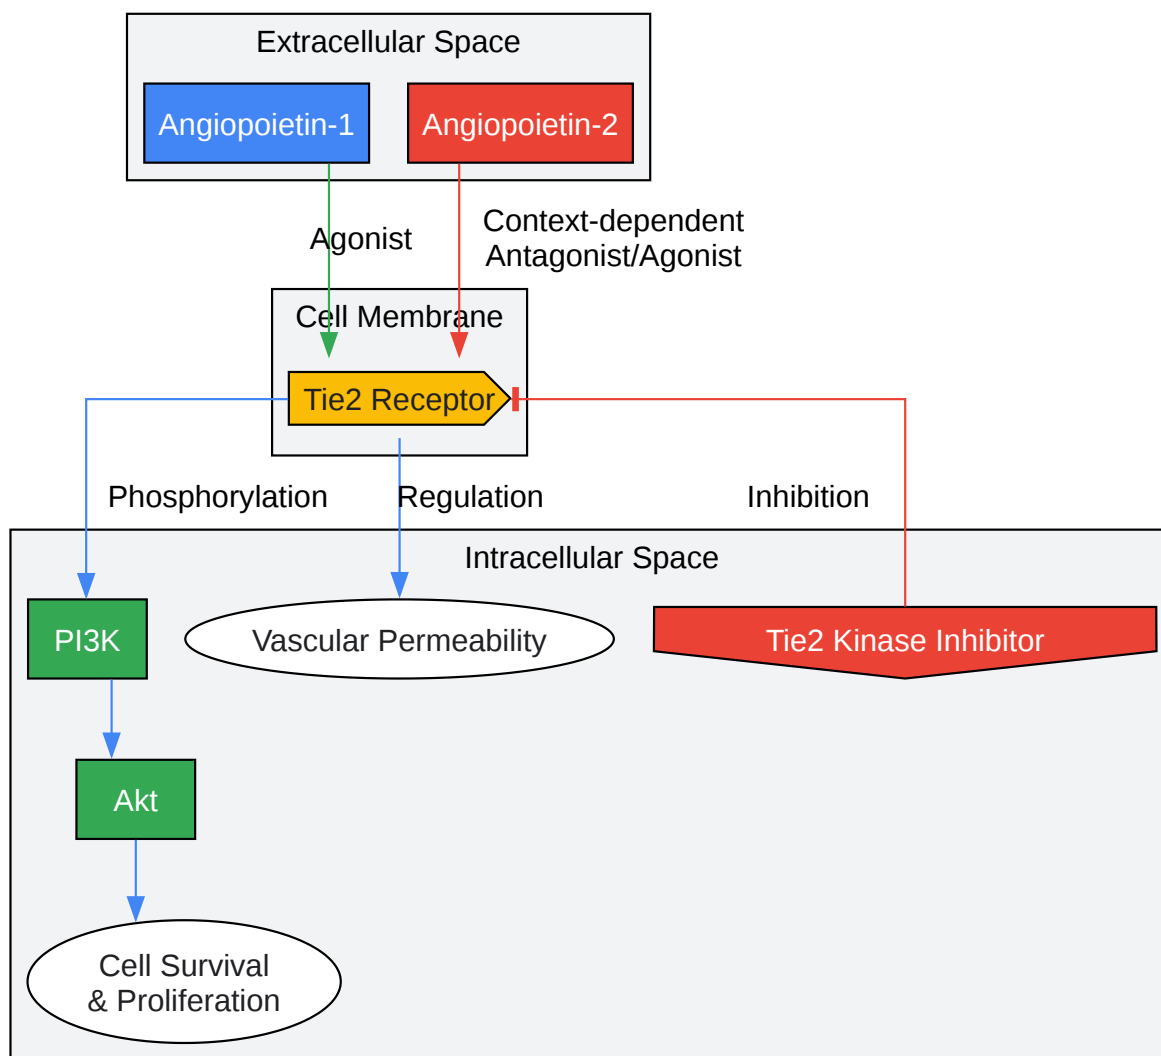 Extracellular Space
Angiopoietin-1
Angiopoietin-2
Agonist
Context-dependent
Antagonist/Agonist
Cell Membrane
Tie2 Receptor
Phosphorylation
Regulation
Inhibition
Intracellular Space
PI3K
Vascular Permeability
Tie2 Kinase Inhibitor
Akt
Cell Survival
& Proliferation